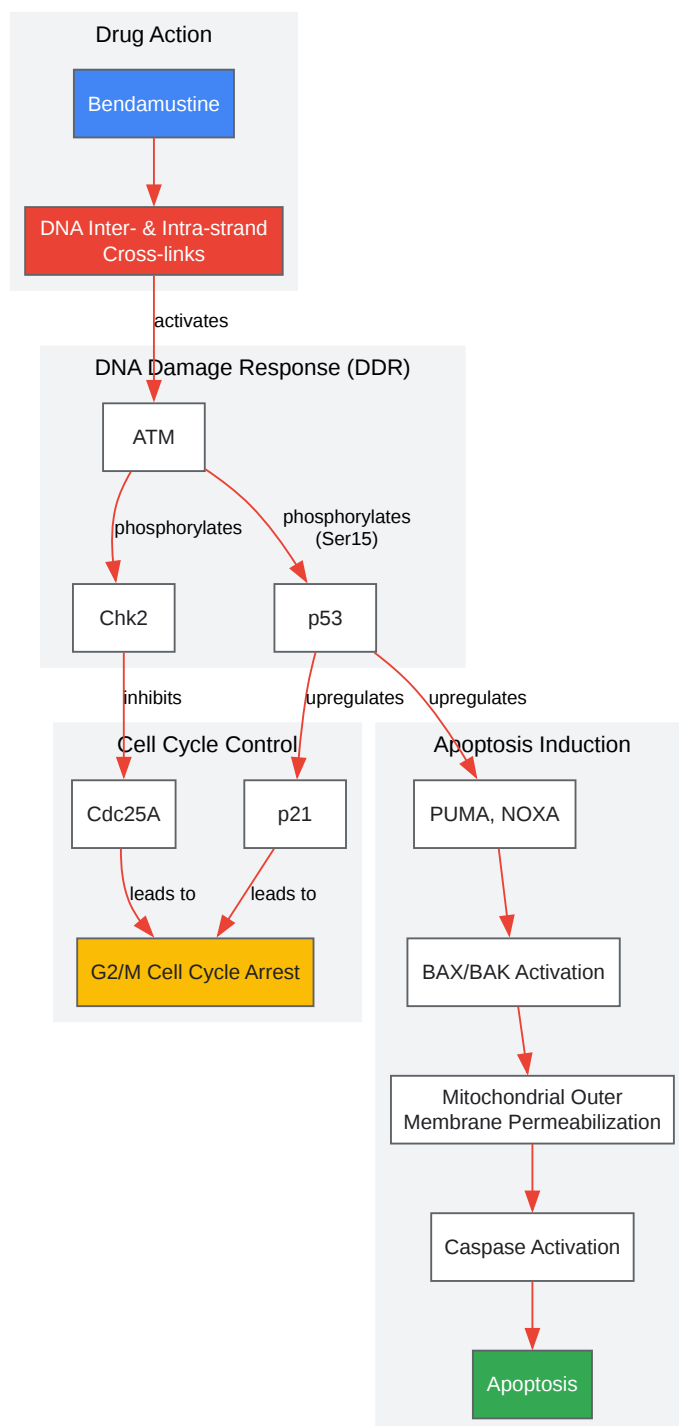 Drug Action
Bendamustine
DNA Inter- & Intra-strand
Cross-links
activates
DNA Damage Response (DDR)
ATM
phosphorylates
phosphorylates
(Ser15)
Chk2
p53
inhibits
upregulates
upregulates
Cell Cycle Control
Apoptosis Induction
Cdc25A
p21
PUMA, NOXA
leads to
leads to
G2/M Cell Cycle Arrest
BAX/BAK Activation
Mitochondrial Outer
Membrane Permeabilization
Caspase Activation
Apoptosis